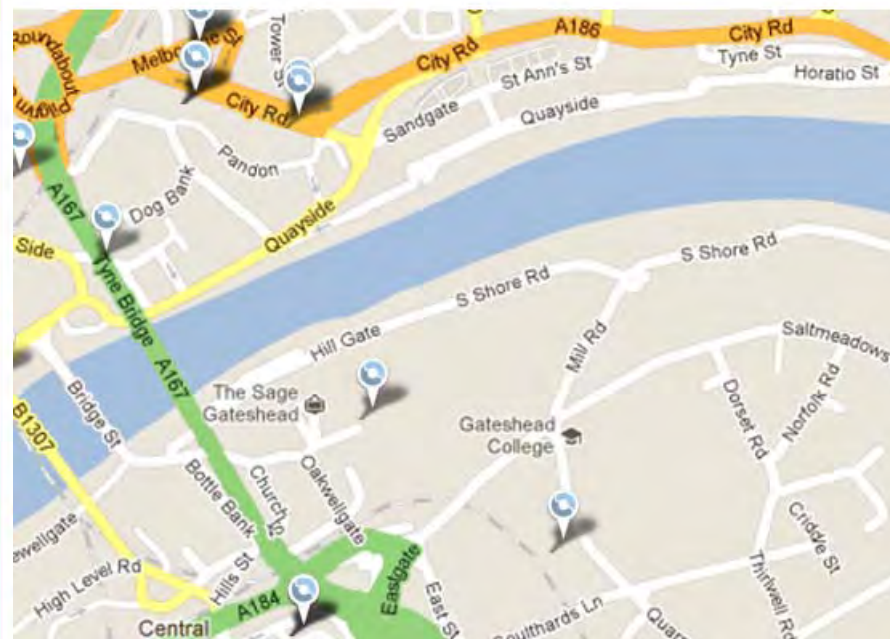 Roundabout
Pilgrim
Melbourne St
Tower St
City Rd
City Rd
A186
City Rd
Tyne St
Horatio St
St Ann's St
Sandgate
Quayside
Pandon
Dog Bank
A167
Quayside
Side
Tyne Bridge
A167
S Shore Rd
S Shore Rd
Hill Gate
Mill Rd
Saltmeadows
Norfolk Rd
Dorset Rd
The Sage
Gateshead
Gateshead
College
Bridge St
B1307
Bottle Bank
Church Ln
Oakwellgate
Criddle St
Thirlwell Rd
High Level Rd
Hills St
A184
Eastgate
East St
Central